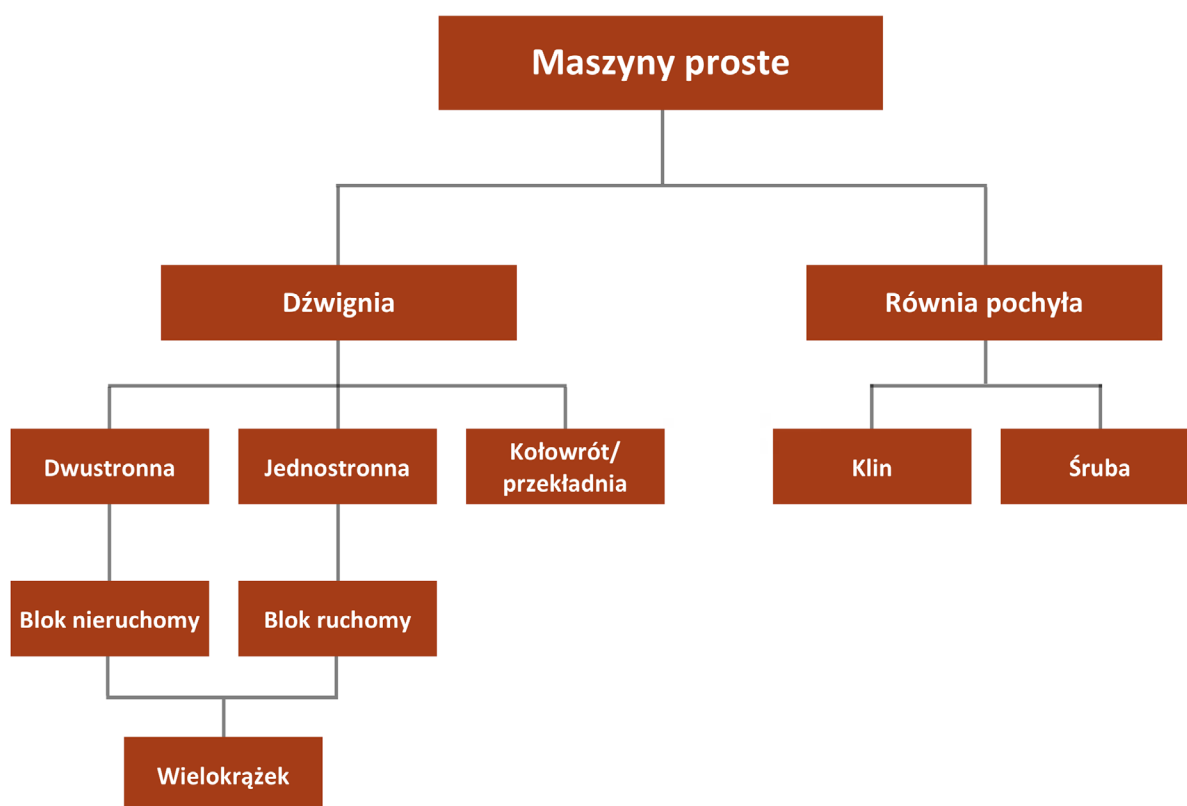 Maszyny proste
Dźwignia
Równia pochyła
Dwustronna
Jednostronna
Kołowrót/
przekładnia
Klin
Śruba
Blok nieruchomy
Blok ruchomy
Wielokrążek